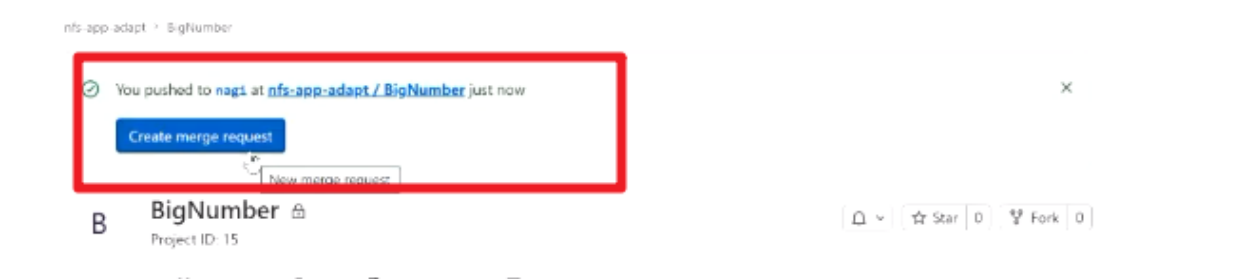 nfs-app-adapt > BigNumber
You pushed to nagi at nfs-app-adapt / BigNumber just now
Create merge request
New merge request
B
BigNumber
Project ID: 15
Star 0
Fork 0